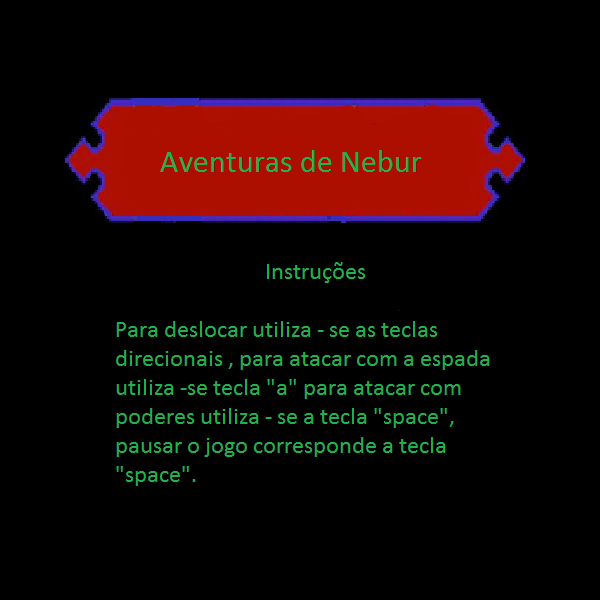 Aventuras de Nebur
Instruções
Para deslocar utiliza - se as teclas
direcionais , para atacar com a espada
utiliza -se tecla "a" para atacar com
poderes utiliza - se a tecla "space",
pausar o jogo corresponde a tecla
"space".